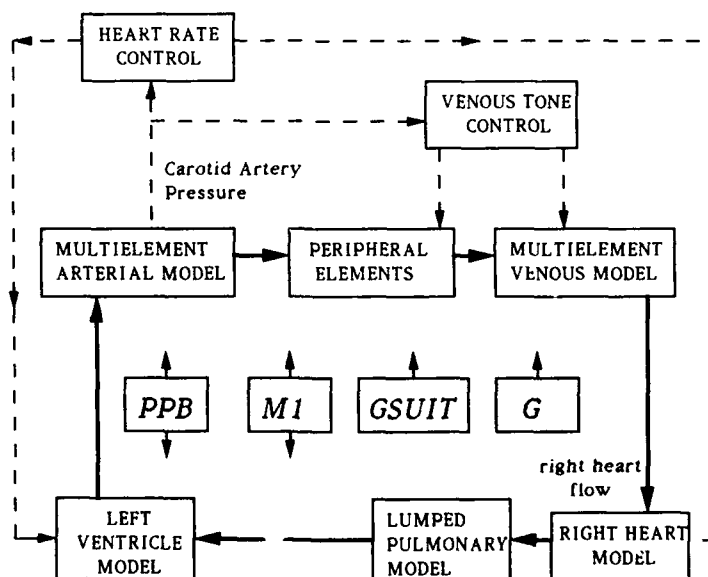 HEART RATE
CONTROL
VENOUS TONE
CONTROL
Carotid Artery
Pressure
MULTIELEMENT
ARTERIAL MODEL
PERIPHERAL
ELEMENTS
MULTIELEMENT
VENOUS MODEL
PPB
M1
GSUIT
G
right heart
flow
LEFT
VENTRICLE
MODEL
LUMPED
PULMONARY
MODEL
RIGHT HEART
MODEL